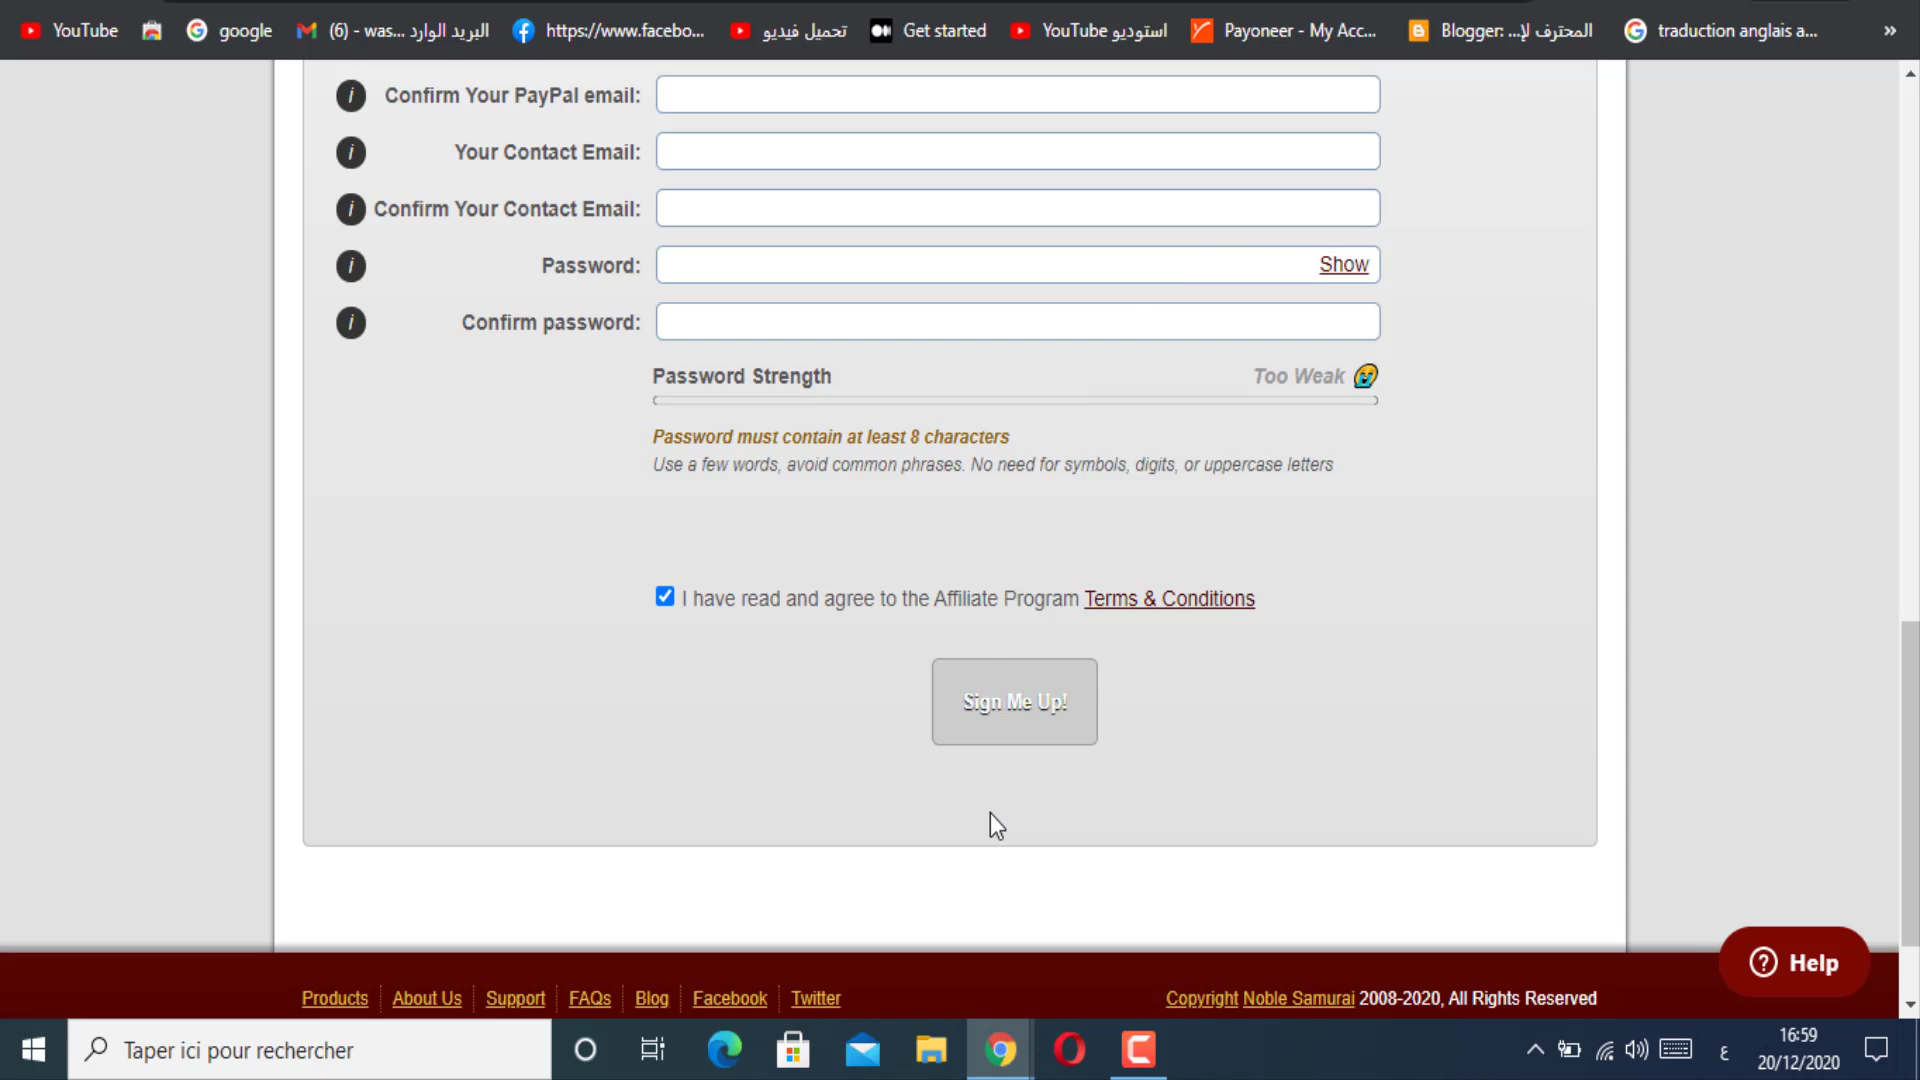 YouTube
google
البريد الوارد (6) - was...
https://www.facebo...
تحميل فيديو
Get started
استوديو YouTube
Payoneer - My Acc...
Blogger: ...المحترف لإ
traduction anglais a...
»
Confirm Your PayPal email:
Your Contact Email:
Confirm Your Contact Email:
Password:
Show
Confirm password:
Password Strength
Too Weak
Password must contain at least 8 characters
Use a few words, avoid common phrases. No need for symbols, digits, or uppercase letters
I have read and agree to the Affiliate Program Terms & Conditions
Sign Me Up!
Help
Products
About Us
Support
FAQs
Blog
Facebook
Twitter
Copyright Noble Samurai 2008-2020, All Rights Reserved
Taper ici pour rechercher
ع
16:59
20/12/2020